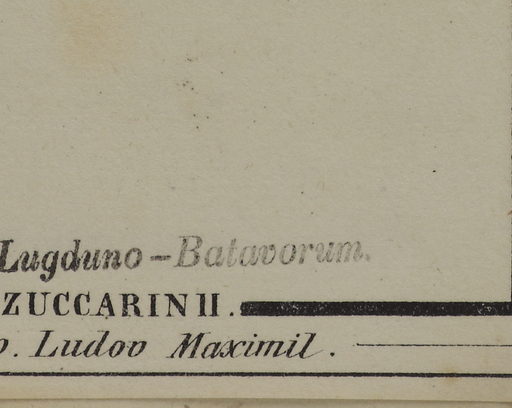 Lugduno-Batavorum.
ZUCCARINII.
p. Ludov Maximil.